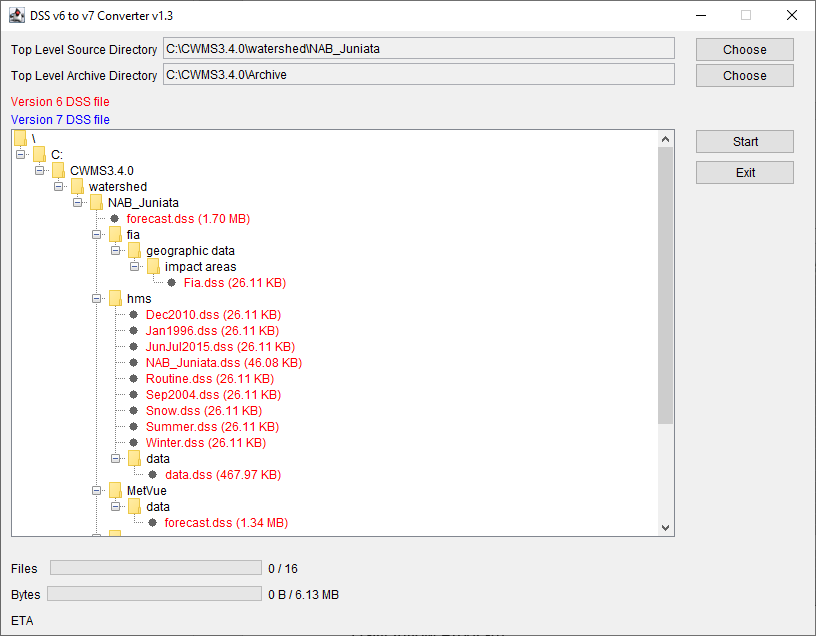 DSS v6 to v7 Converter v1.3
Top Level Source Directory C:\CWMS3.4.0\watershed\NAB_Juniata Choose
Top Level Archive Directory C:\CWMS3.4.0\Archive Choose
Version 6 DSS file
Version 7 DSS file
\
C:
CWMS3.4.0
watershed
NAB_Juniata
forecast.dss (1.70 MB)
fia
geographic data
impact areas
Fia.dss (26.11 KB)
hms
Dec2010.dss (26.11 KB)
Jan1996.dss (26.11 KB)
JunJul2015.dss (26.11 KB)
NAB_Juniata.dss (46.08 KB)
Routine.dss (26.11 KB)
Sep2004.dss (26.11 KB)
Snow.dss (26.11 KB)
Summer.dss (26.11 KB)
Winter.dss (26.11 KB)
data
data.dss (467.97 KB)
MetVue
data
forecast.dss (1.34 MB)
Start
Exit
Files 0 / 16
Bytes 0 B / 6.13 MB
ETA